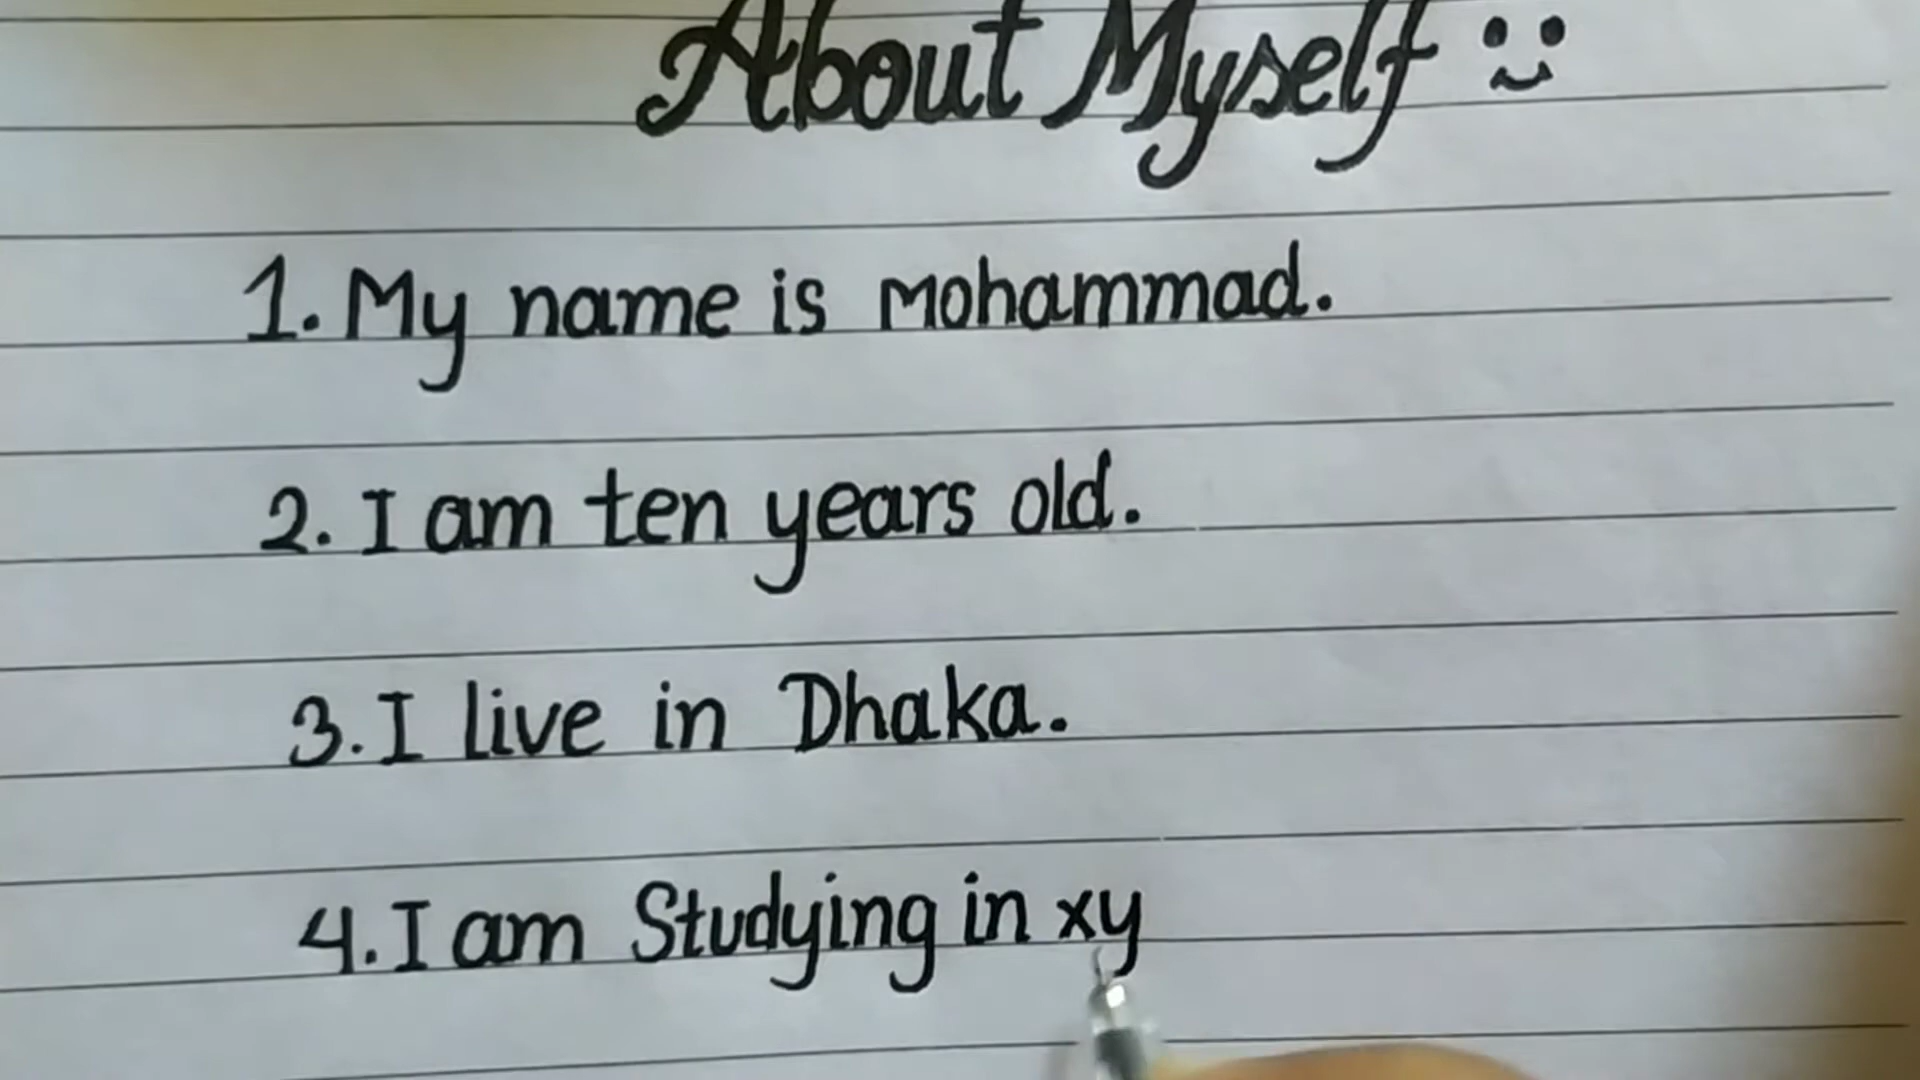 About Myself
1. My name is Mohammad.
2. I am ten years old.
3. I live in Dhaka.
4. I am Studying in xy